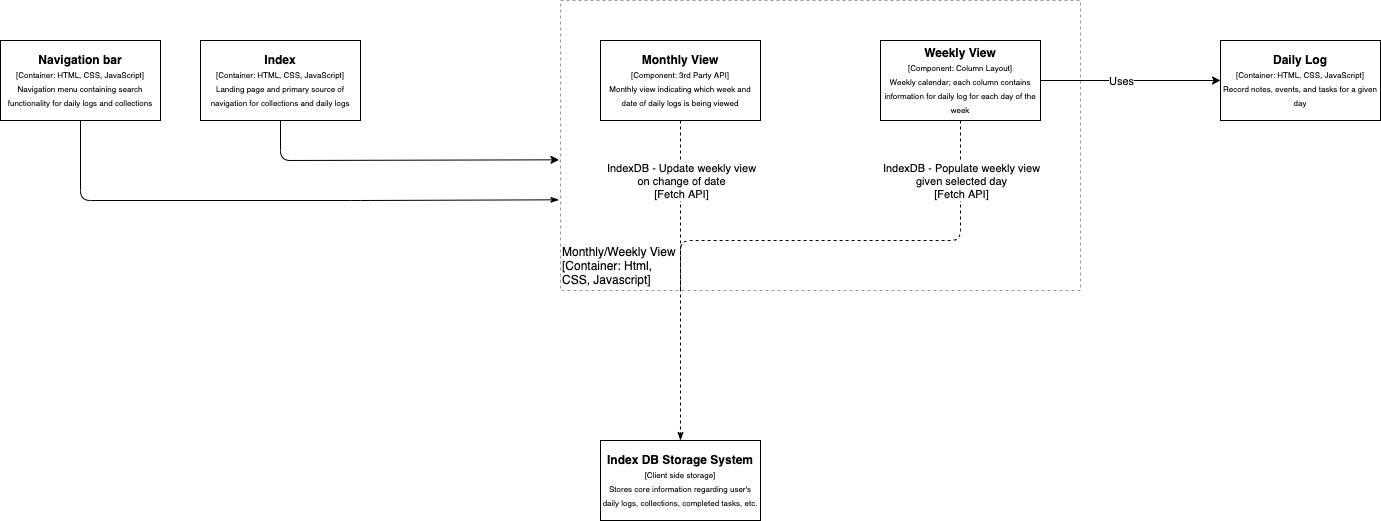 Navigation bar
[Container: HTML, CSS, JavaScript]
Navigation menu containing search
functionality for daily logs and collections
Index
[Container: HTML, CSS, JavaScript]
Landing page and primary source of
navigation for collections and daily logs
Monthly View
[Component: 3rd Party API]
Monthly view indicating which week and
date of daily logs is being viewed
Weekly View
[Component: Column Layout]
Weekly calendar; each column contains
information for daily log for each day of the
week
Uses
Daily Log
[Container: HTML, CSS, JavaScript]
Record notes, events, and tasks for a given
day
IndexDB - Update weekly view
on change of date
[Fetch API]
IndexDB - Populate weekly view
given selected day
[Fetch API]
Monthly/Weekly View
[Container: Html,
CSS, Javascript]
Index DB Storage System
[Client side storage]
Stores core information regarding user's
daily logs, collections, completed tasks, etc.